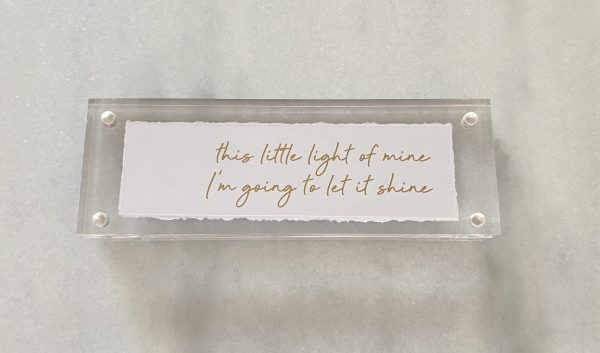 this little light of mine
I'm going to let it shine